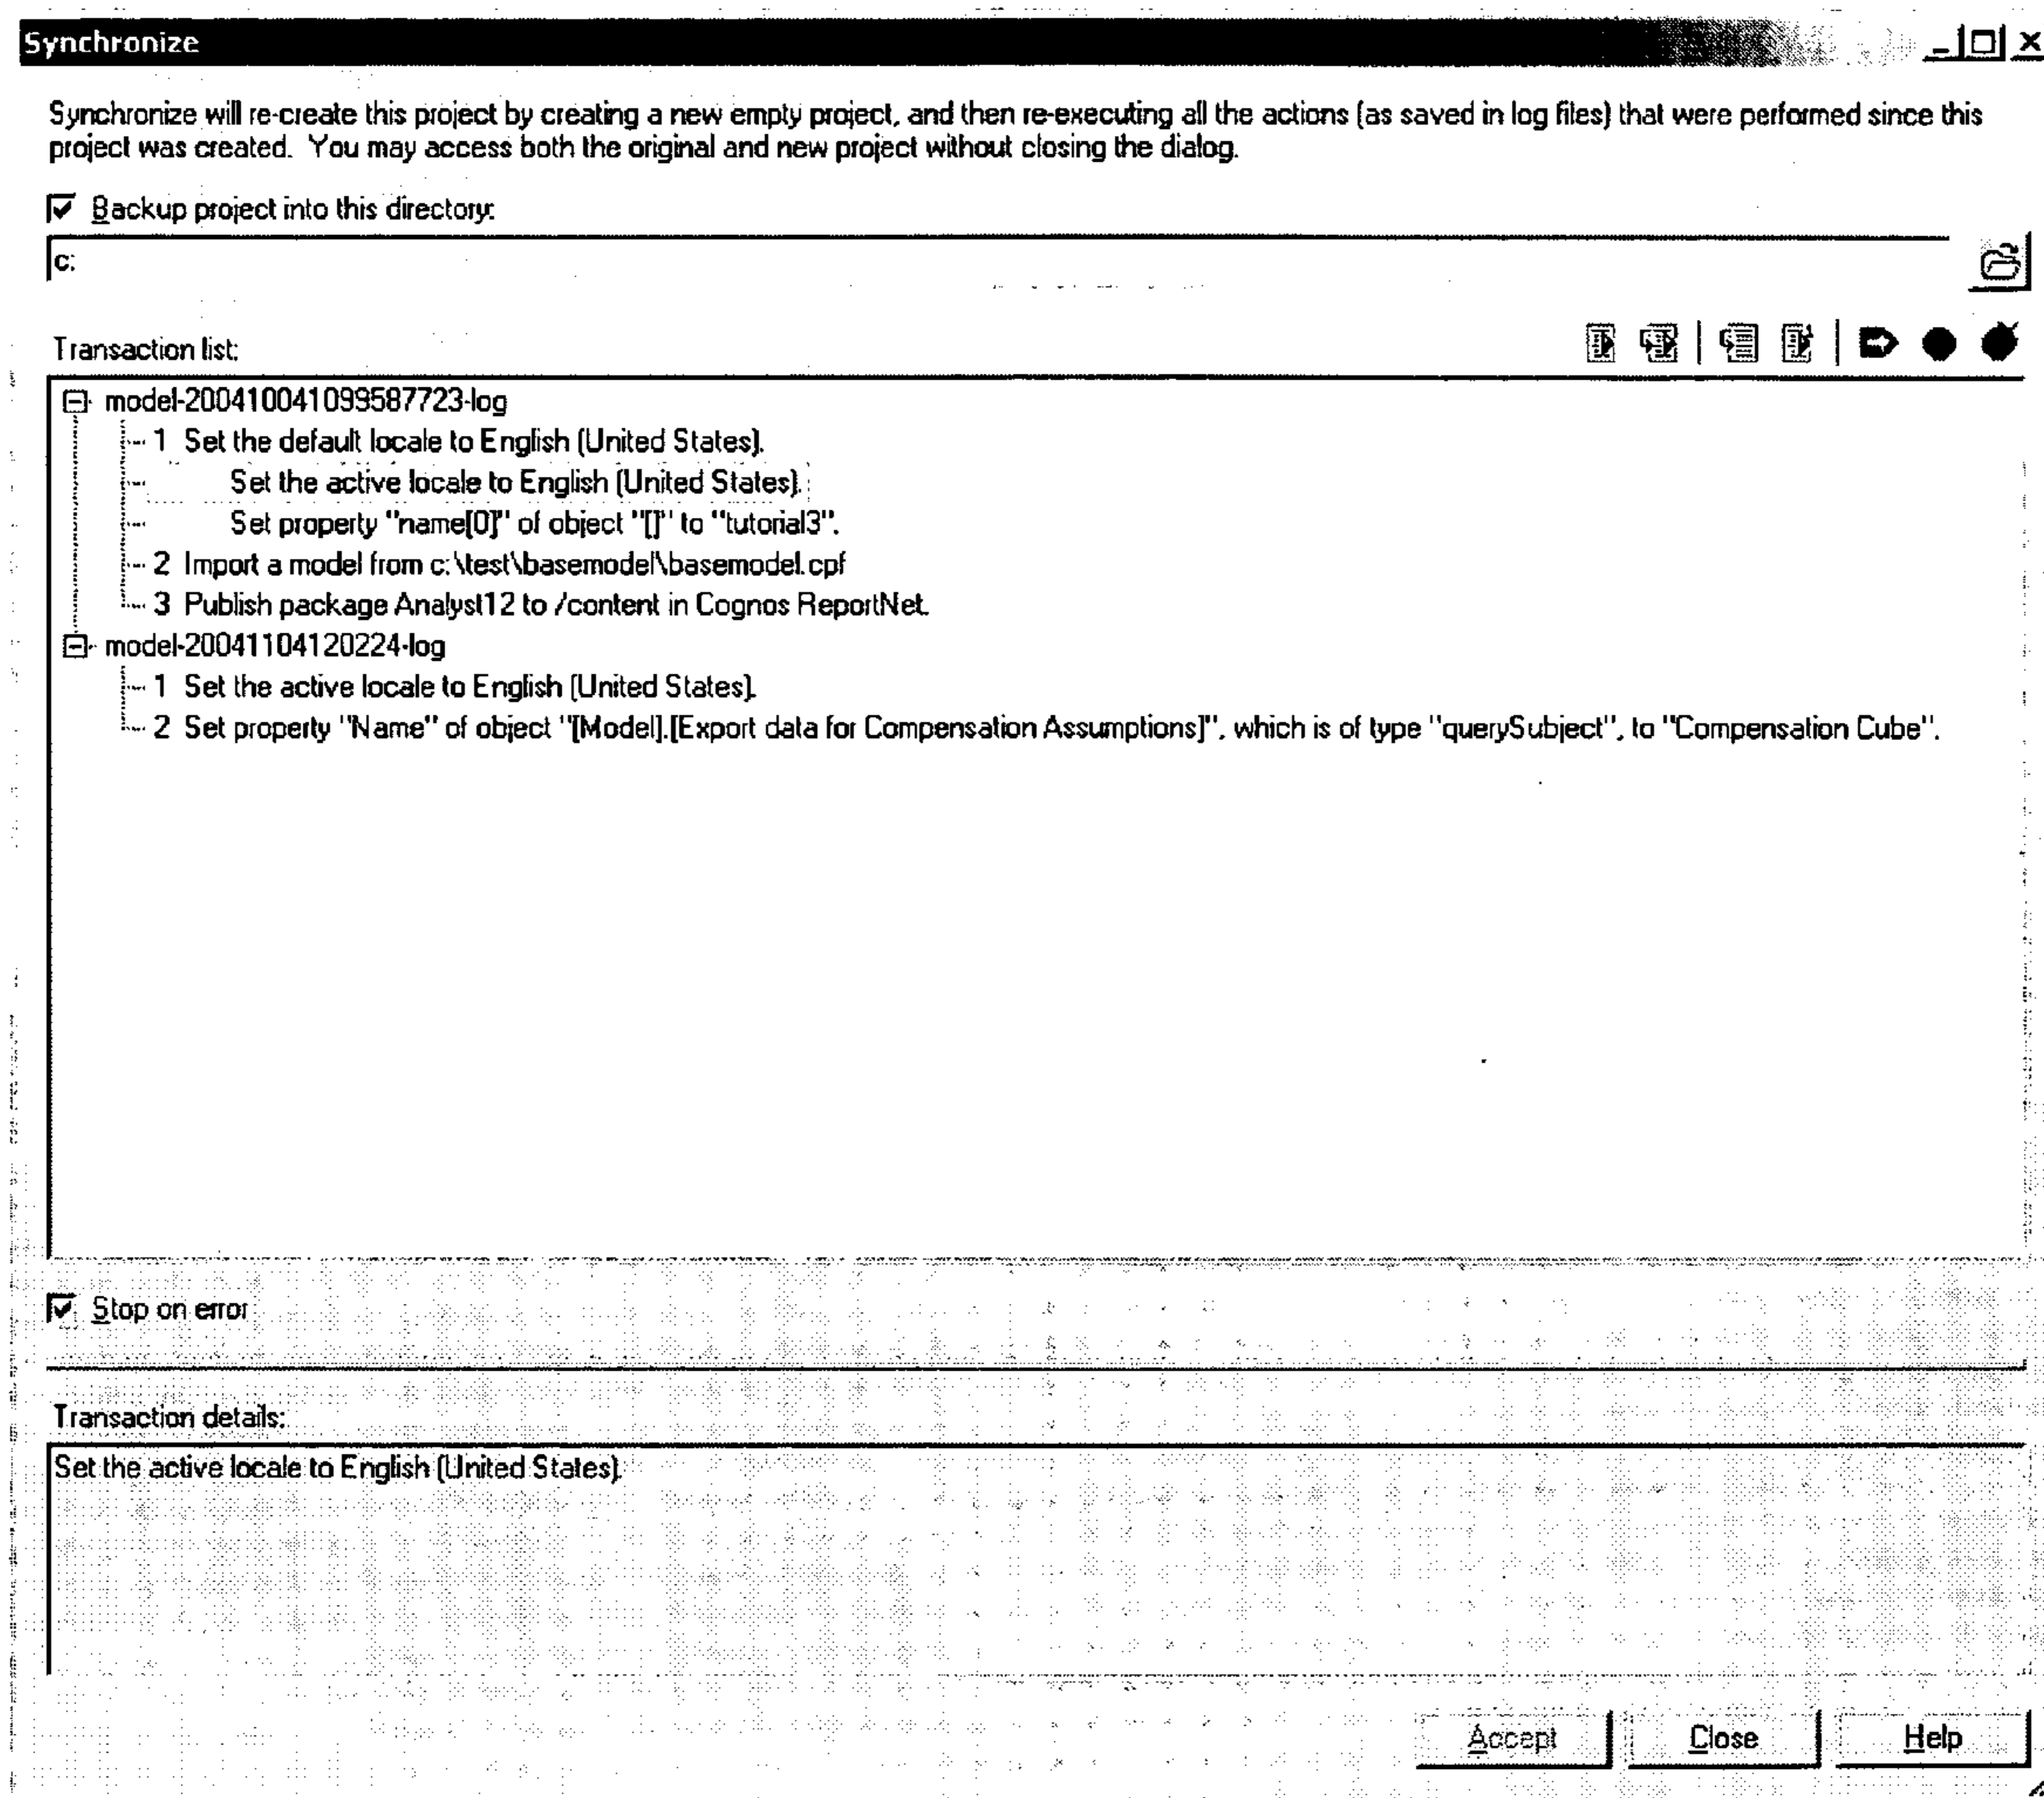 Synchronize
Synchronize will re-create this project by creating a new empty project, and then re-executing all the actions (as saved in log files) that were performed since this
project was created. You may access both the original and new project without closing the dialog.
Backup project into this directory:
c:
Transaction list:
model-200410041099587723-log
1 Set the default locale to English (United States).
Set the active locale to English (United States).
Set property "name[0]" of object "[]" to "tutorial3".
2 Import a model from c:\test\basemodel\basemodel.cpf
3 Publish package Analyst12 to /content in Cognos ReportNet.
model-20041104120224-log
1 Set the active locale to English (United States).
2 Set property "Name" of object "[Model].[Export data for Compensation Assumptions]", which is of type "querySubject", to "Compensation Cube".
Stop on error
Transaction details:
Set the active locale to English (United States).
Accept Close Help